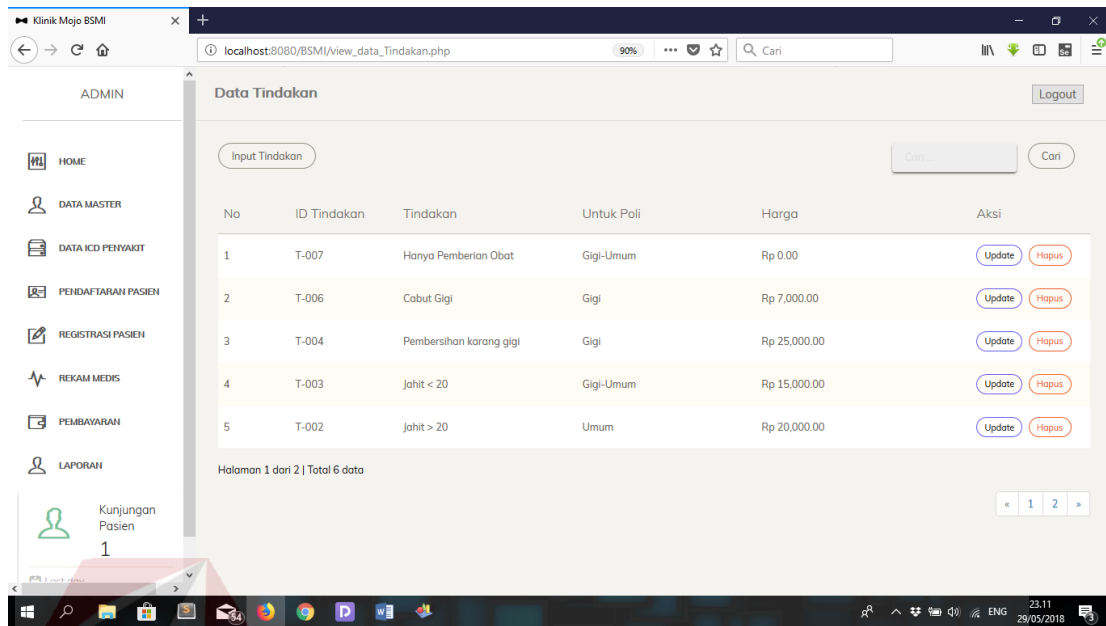 Klinik Mojo BSMI
localhost:8080/BSMI/view_data_Tindakan.php
90%
Cari
ADMIN
Data Tindakan
Logout
HOME
DATA MASTER
DATA ICD PENYAKIT
PENDAFTARAN PASIEN
REGISTRASI PASIEN
REKAM MEDIS
PEMBAYARAN
LAPORAN
Kunjungan
Pasien
1
Last day
Input Tindakan
Cari ...
Cari
No ID Tindakan Tindakan Untuk Poli Harga Aksi
1 T-007 Hanya Pemberian Obat Gigi-Umum Rp 0.00 Update Hapus
2 T-006 Cabut Gigi Gigi Rp 7,000.00 Update Hapus
3 T-004 Pembersihan karang gigi Gigi Rp 25,000.00 Update Hapus
4 T-003 Jahit < 20 Gigi-Umum Rp 15,000.00 Update Hapus
5 T-002 Jahit > 20 Umum Rp 20,000.00 Update Hapus
Halaman 1 dari 2 | Total 6 data
« 1 2 »
54
ENG
23.11
29/05/2018
3